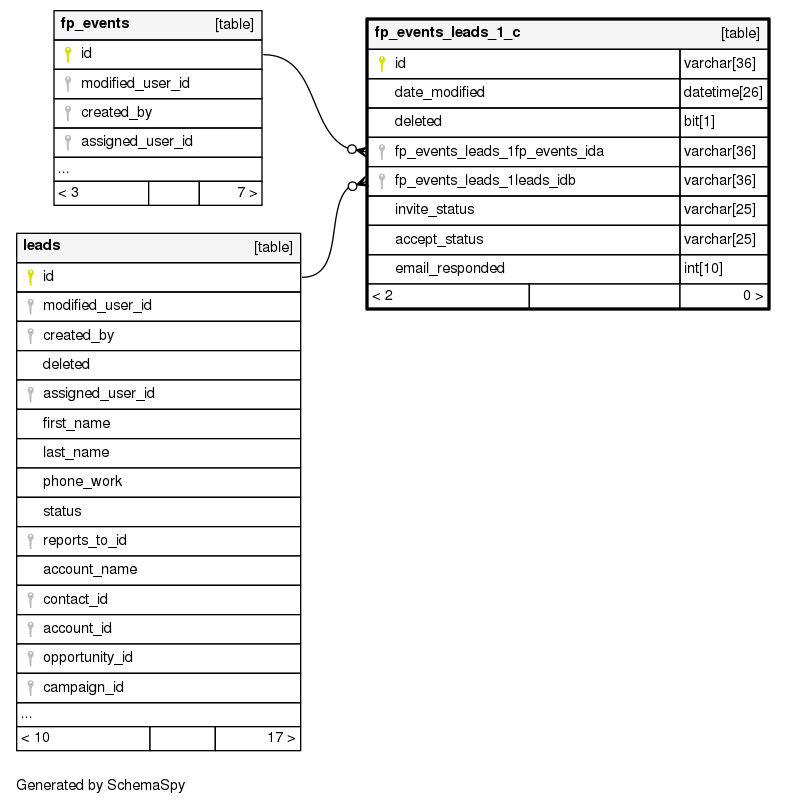 fp_events [table]
id
modified_user_id
created_by
assigned_user_id
...
< 3 7 >
fp_events_leads_1_c [table]
id varchar[36]
date_modified datetime[26]
deleted bit[1]
fp_events_leads_1fp_events_ida varchar[36]
fp_events_leads_1leads_idb varchar[36]
invite_status varchar[25]
accept_status varchar[25]
email_responded int[10]
< 2 0 >
leads [table]
id
modified_user_id
created_by
deleted
assigned_user_id
first_name
last_name
phone_work
status
reports_to_id
account_name
contact_id
account_id
opportunity_id
campaign_id
...
< 10 17 >
Generated by SchemaSpy